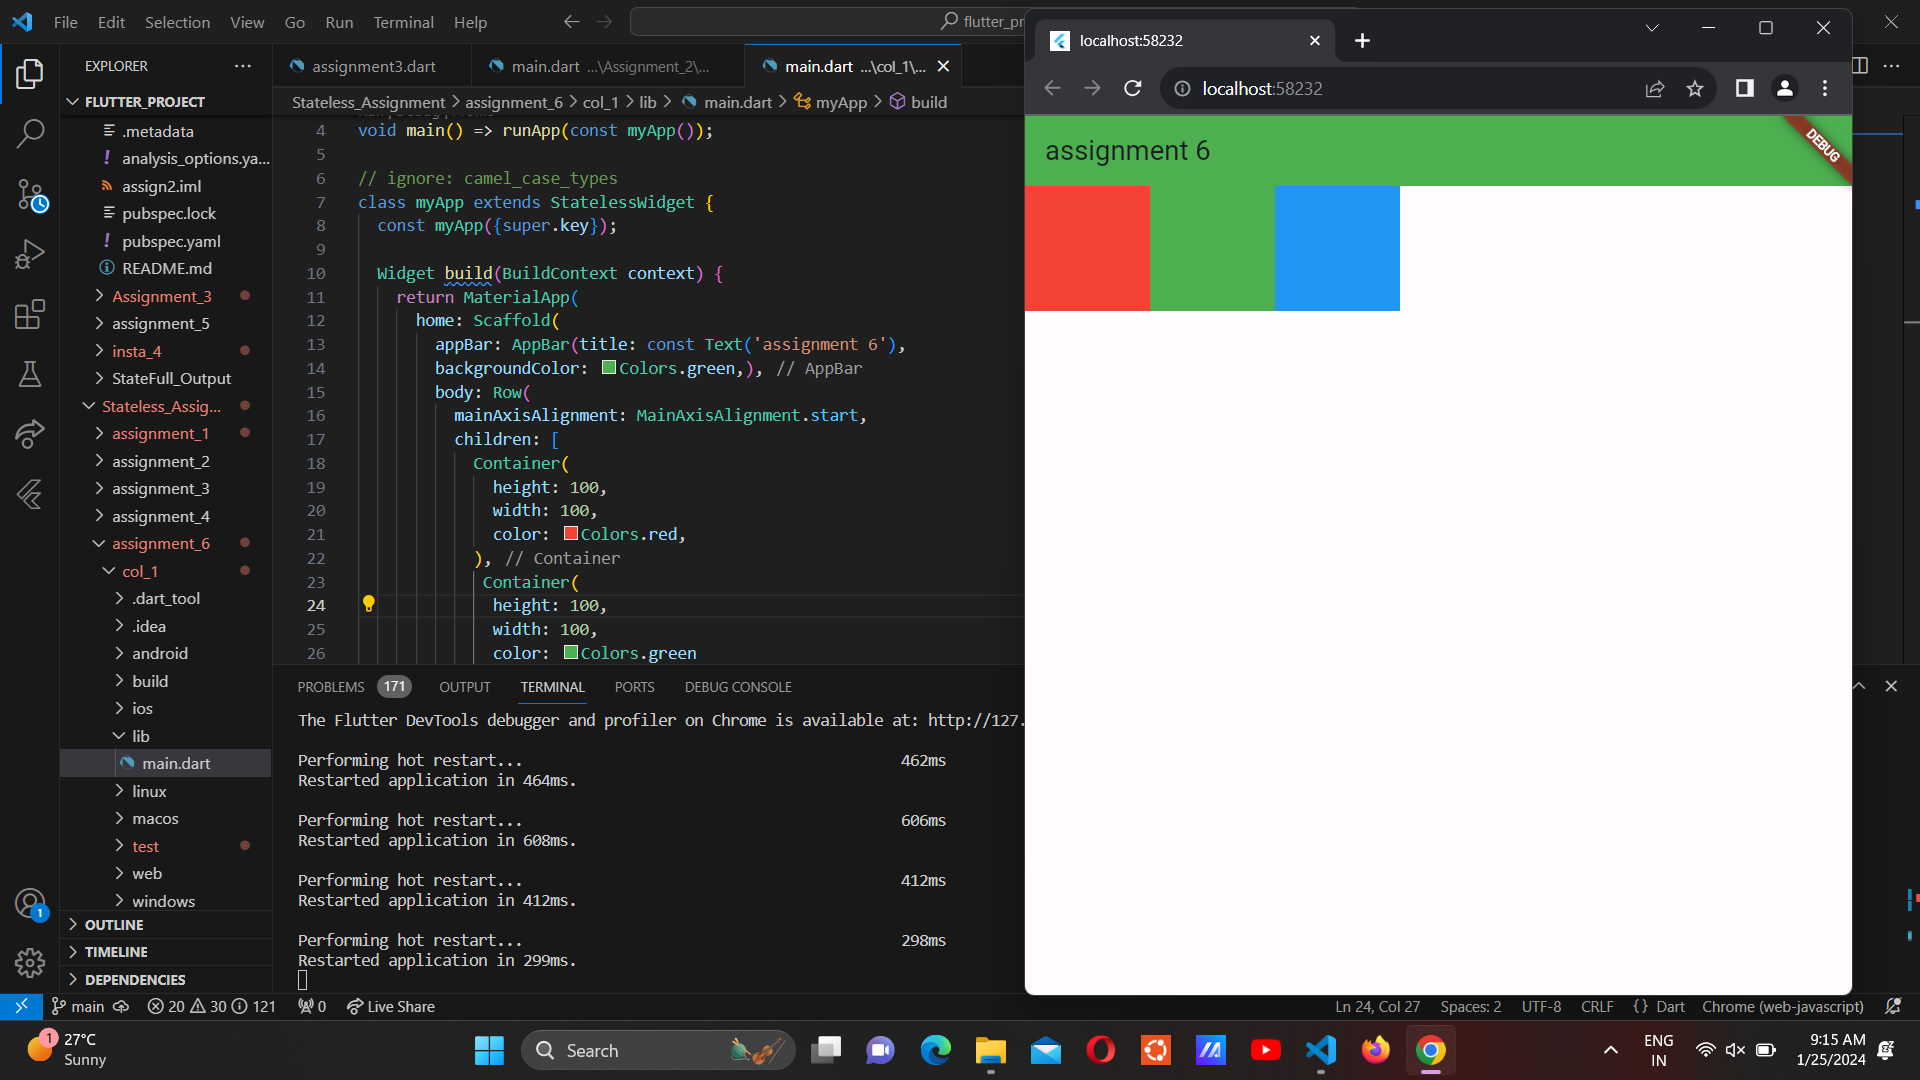 File Edit Selection View Go Run Terminal Help
flutter_pr
EXPLORER
FLUTTER_PROJECT
.metadata
! analysis_options.ya...
assign2.iml
pubspec.lock
! pubspec.yaml
README.md
Assignment_3
assignment_5
insta_4
StateFull_Output
Stateless_Assig...
assignment_1
assignment_2
assignment_3
assignment_4
assignment_6
col_1
.dart_tool
.idea
android
build
ios
lib
main.dart
linux
macos
test
web
windows
OUTLINE
TIMELINE
DEPENDENCIES
assignment3.dart
main.dart ...\Assignment_2\...
main.dart ...\col_1\...
Stateless_Assignment > assignment_6 > col_1 > lib > main.dart > myApp > build
4 void main() => runApp(const myApp());
5
6 // ignore: camel_case_types
7 class myApp extends StatelessWidget {
8 const myApp({super.key});
9
10 Widget build(BuildContext context) {
11 return MaterialApp(
12 home: Scaffold(
13 appBar: AppBar(title: const Text('assignment 6'),
14 backgroundColor: Colors.green,), // AppBar
15 body: Row(
16 mainAxisAlignment: MainAxisAlignment.start,
17 children: [
18 Container(
19 height: 100,
20 width: 100,
21 color: Colors.red,
22 ), // Container
23 Container(
24 height: 100,
25 width: 100,
26 color: Colors.green
PROBLEMS 171 OUTPUT TERMINAL PORTS DEBUG CONSOLE
The Flutter DevTools debugger and profiler on Chrome is available at: http://127.
Performing hot restart... 462ms
Restarted application in 464ms.
Performing hot restart... 606ms
Restarted application in 608ms.
Performing hot restart... 412ms
Restarted application in 412ms.
Performing hot restart... 298ms
Restarted application in 299ms.
localhost:58232
localhost:58232
assignment 6
DEBUG
main 20 30 121 0 Live Share
Ln 24, Col 27 Spaces: 2 UTF-8 CRLF {} Dart Chrome (web-javascript)
1
1
27°C
Sunny
Search
ENG
IN
9:15 AM
1/25/2024